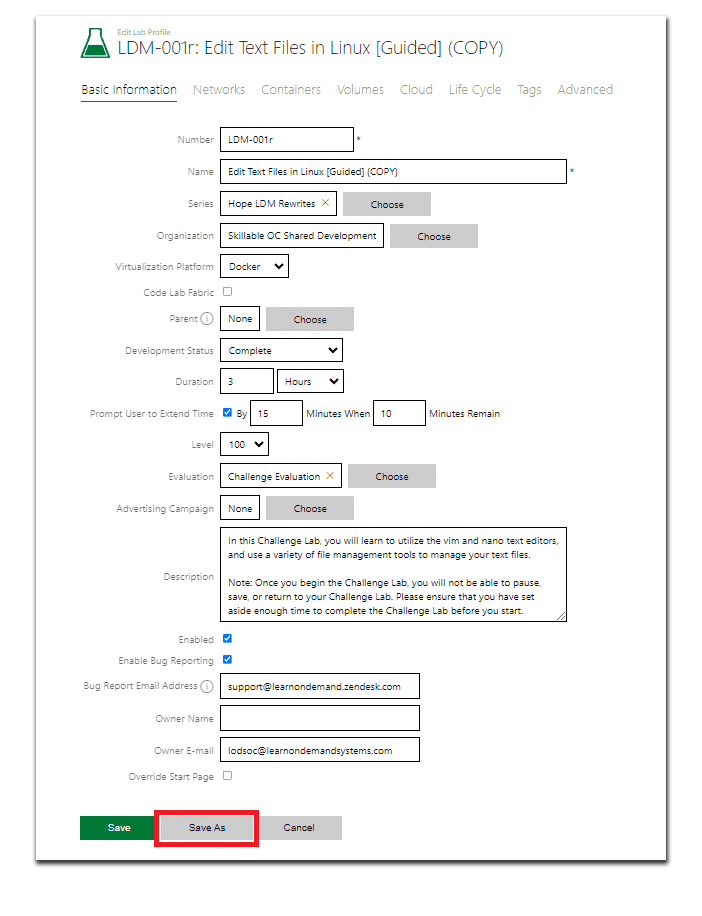 Edit Lab Profile
LDM-001r: Edit Text Files in Linux [Guided] (COPY)
Basic Information Networks Containers Volumes Cloud Life Cycle Tags Advanced
Number LDM-001r *
Name Edit Text Files in Linux [Guided] (COPY) *
Series Hope LDM Rewrites × Choose
Organization Skillable OC Shared Development Choose
Virtualization Platform Docker
Code Lab Fabric
Parent i None Choose
Development Status Complete
Duration 3 Hours
Prompt User to Extend Time By 15 Minutes When 10 Minutes Remain
Level 100
Evaluation Challenge Evaluation × Choose
Advertising Campaign None Choose
In this Challenge Lab, you will learn to utilize the vim and nano text editors,
and use a variety of file management tools to manage your text files.
Description
Note: Once you begin the Challenge Lab, you will not be able to pause,
save, or return to your Challenge Lab. Please ensure that you have set
aside enough time to complete the Challenge Lab before you start.
Enabled
Enable Bug Reporting
Bug Report Email Address i support@learnondemand.zendesk.com
Owner Name
Owner E-mail lodsoc@learnondemandsystems.com
Override Start Page
Save Save As Cancel